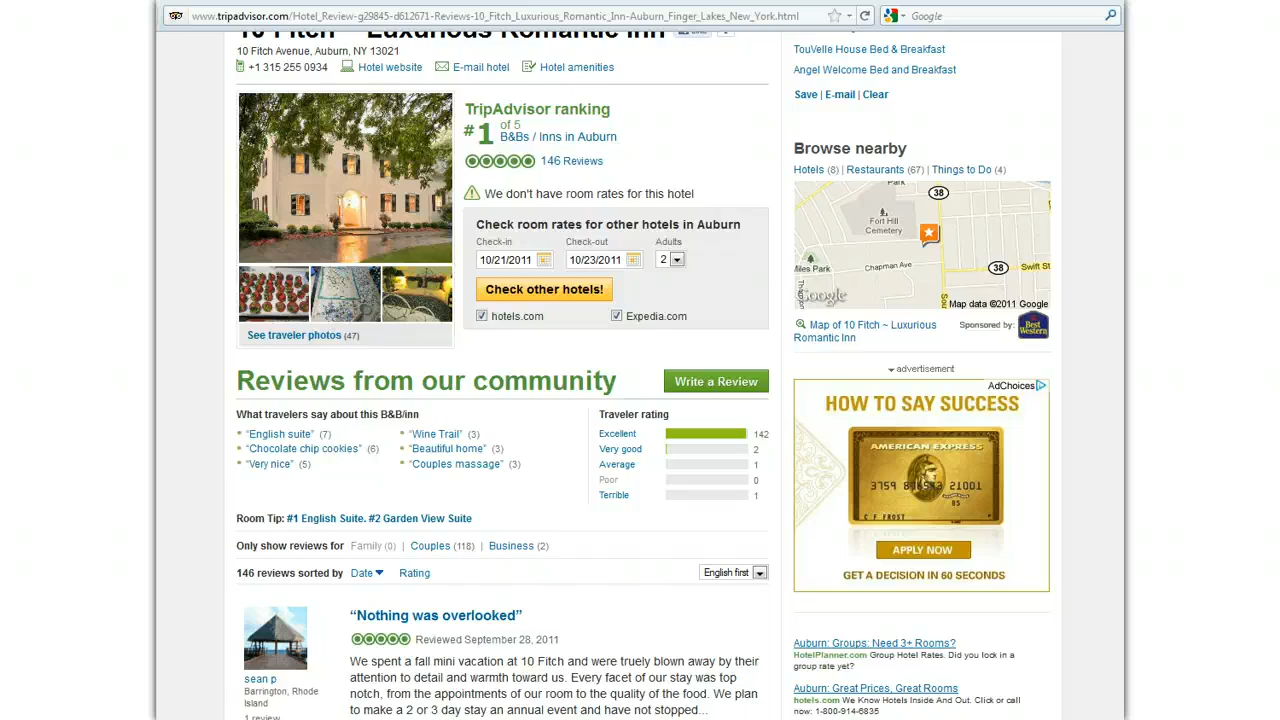 www.tripadvisor.com/Hotel_Review-g29845-d612671-Reviews-10_Fitch_Luxurious_Romantic_Inn-Auburn_Finger_Lakes_New_York.html
Google
10 Fitch ~ Luxurious Romantic Inn
10 Fitch Avenue, Auburn, NY 13021
+1 315 255 0934 Hotel website E-mail hotel Hotel amenities
TripAdvisor ranking
#1 of 5
B&Bs / Inns in Auburn
146 Reviews
We don't have room rates for this hotel
Check room rates for other hotels in Auburn
Check-in Check-out Adults
10/21/2011 10/23/2011 2
Check other hotels!
hotels.com Expedia.com
See traveler photos (47)
Reviews from our community
Write a Review
What travelers say about this B&B/inn
“English suite” (7)
“Chocolate chip cookies” (6)
“Very nice” (5)
“Wine Trail” (3)
“Beautiful home” (3)
“Couples massage” (3)
Traveler rating
Excellent 142
Very good 2
Average 1
Poor 0
Terrible 1
Room Tip: #1 English Suite. #2 Garden View Suite
Only show reviews for Family (0) | Couples (118) | Business (2)
146 reviews sorted by Date Rating
English first
“Nothing was overlooked”
Reviewed September 28, 2011
sean p
Barrington, Rhode
Island
1 review
We spent a fall mini vacation at 10 Fitch and were truely blown away by their
attention to detail and warmth toward us. Every facet of our stay was top
notch, from the appointments of our room to the quality of the food. We plan
to make a 2 or 3 day stay an annual event and have not stopped...
TouVelle House Bed & Breakfast
Angel Welcome Bed and Breakfast
Save | E-mail | Clear
Browse nearby
Hotels (8) | Restaurants (67) | Things to Do (4)
Park
38
Fort Hill
Cemetery
Miles Park
Chapman Ave
38
Swift St
Sou
Google
Map data ©2011 Google
Map of 10 Fitch ~ Luxurious
Romantic Inn
Sponsored by:
Best
Western
advertisement
AdChoices
HOW TO SAY SUCCESS
AMERICAN EXPRESS
C F FROST
APPLY NOW
GET A DECISION IN 60 SECONDS
Auburn: Groups: Need 3+ Rooms?
HotelPlanner.com Group Hotel Rates. Did you lock in a
group rate yet?
Auburn: Great Prices, Great Rooms
hotels.com We Know Hotels Inside And Out. Click or call
now: 1-800-914-6835